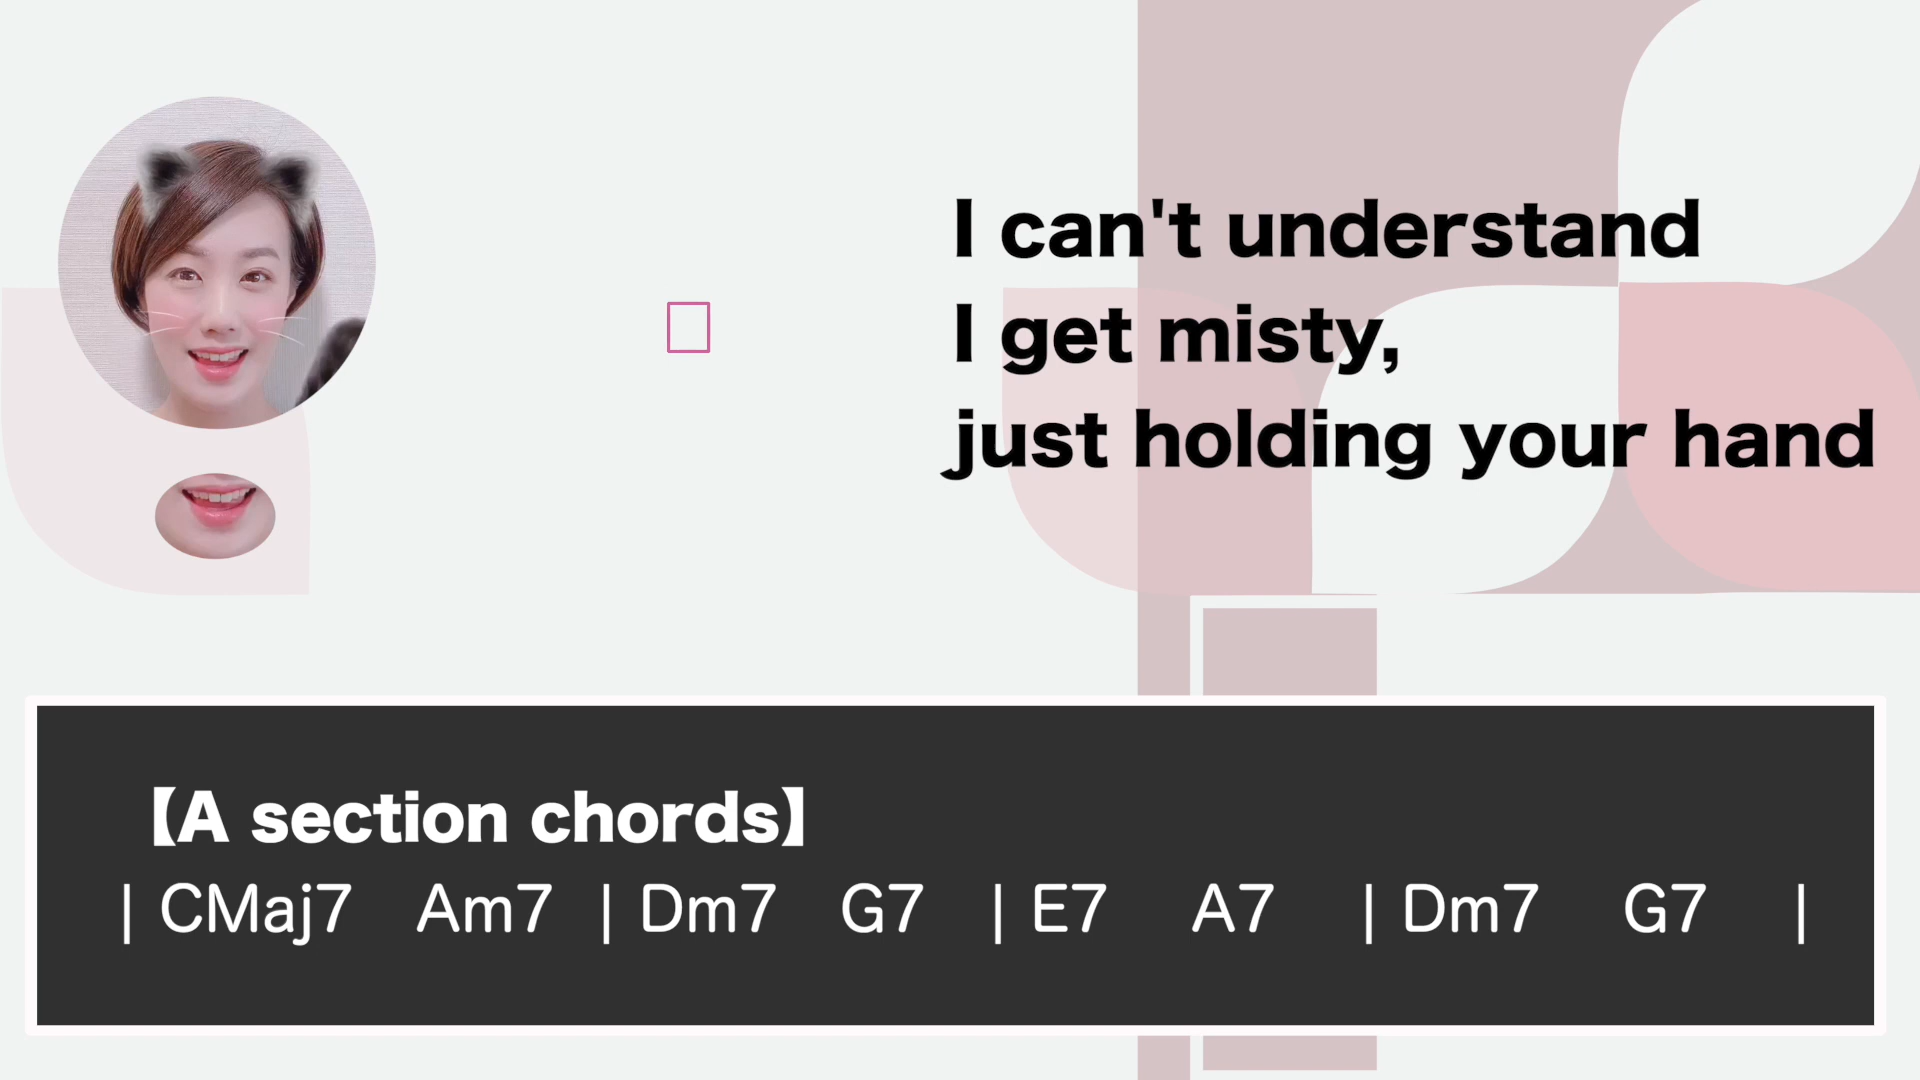 I can't understand
I get misty,
just holding your hand
【A section chords】
| CMaj7 Am7 | Dm7 G7 | E7 A7 | Dm7 G7 |